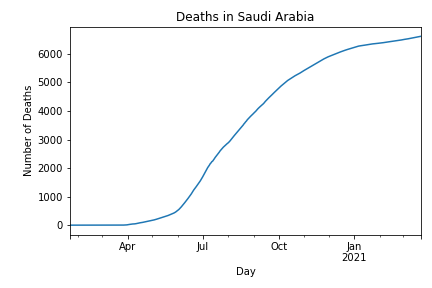 Deaths in Saudi Arabia
6000
5000
4000
3000
2000
1000
0
Number of Deaths
Apr
Jul
Oct
Jan
2021
Day